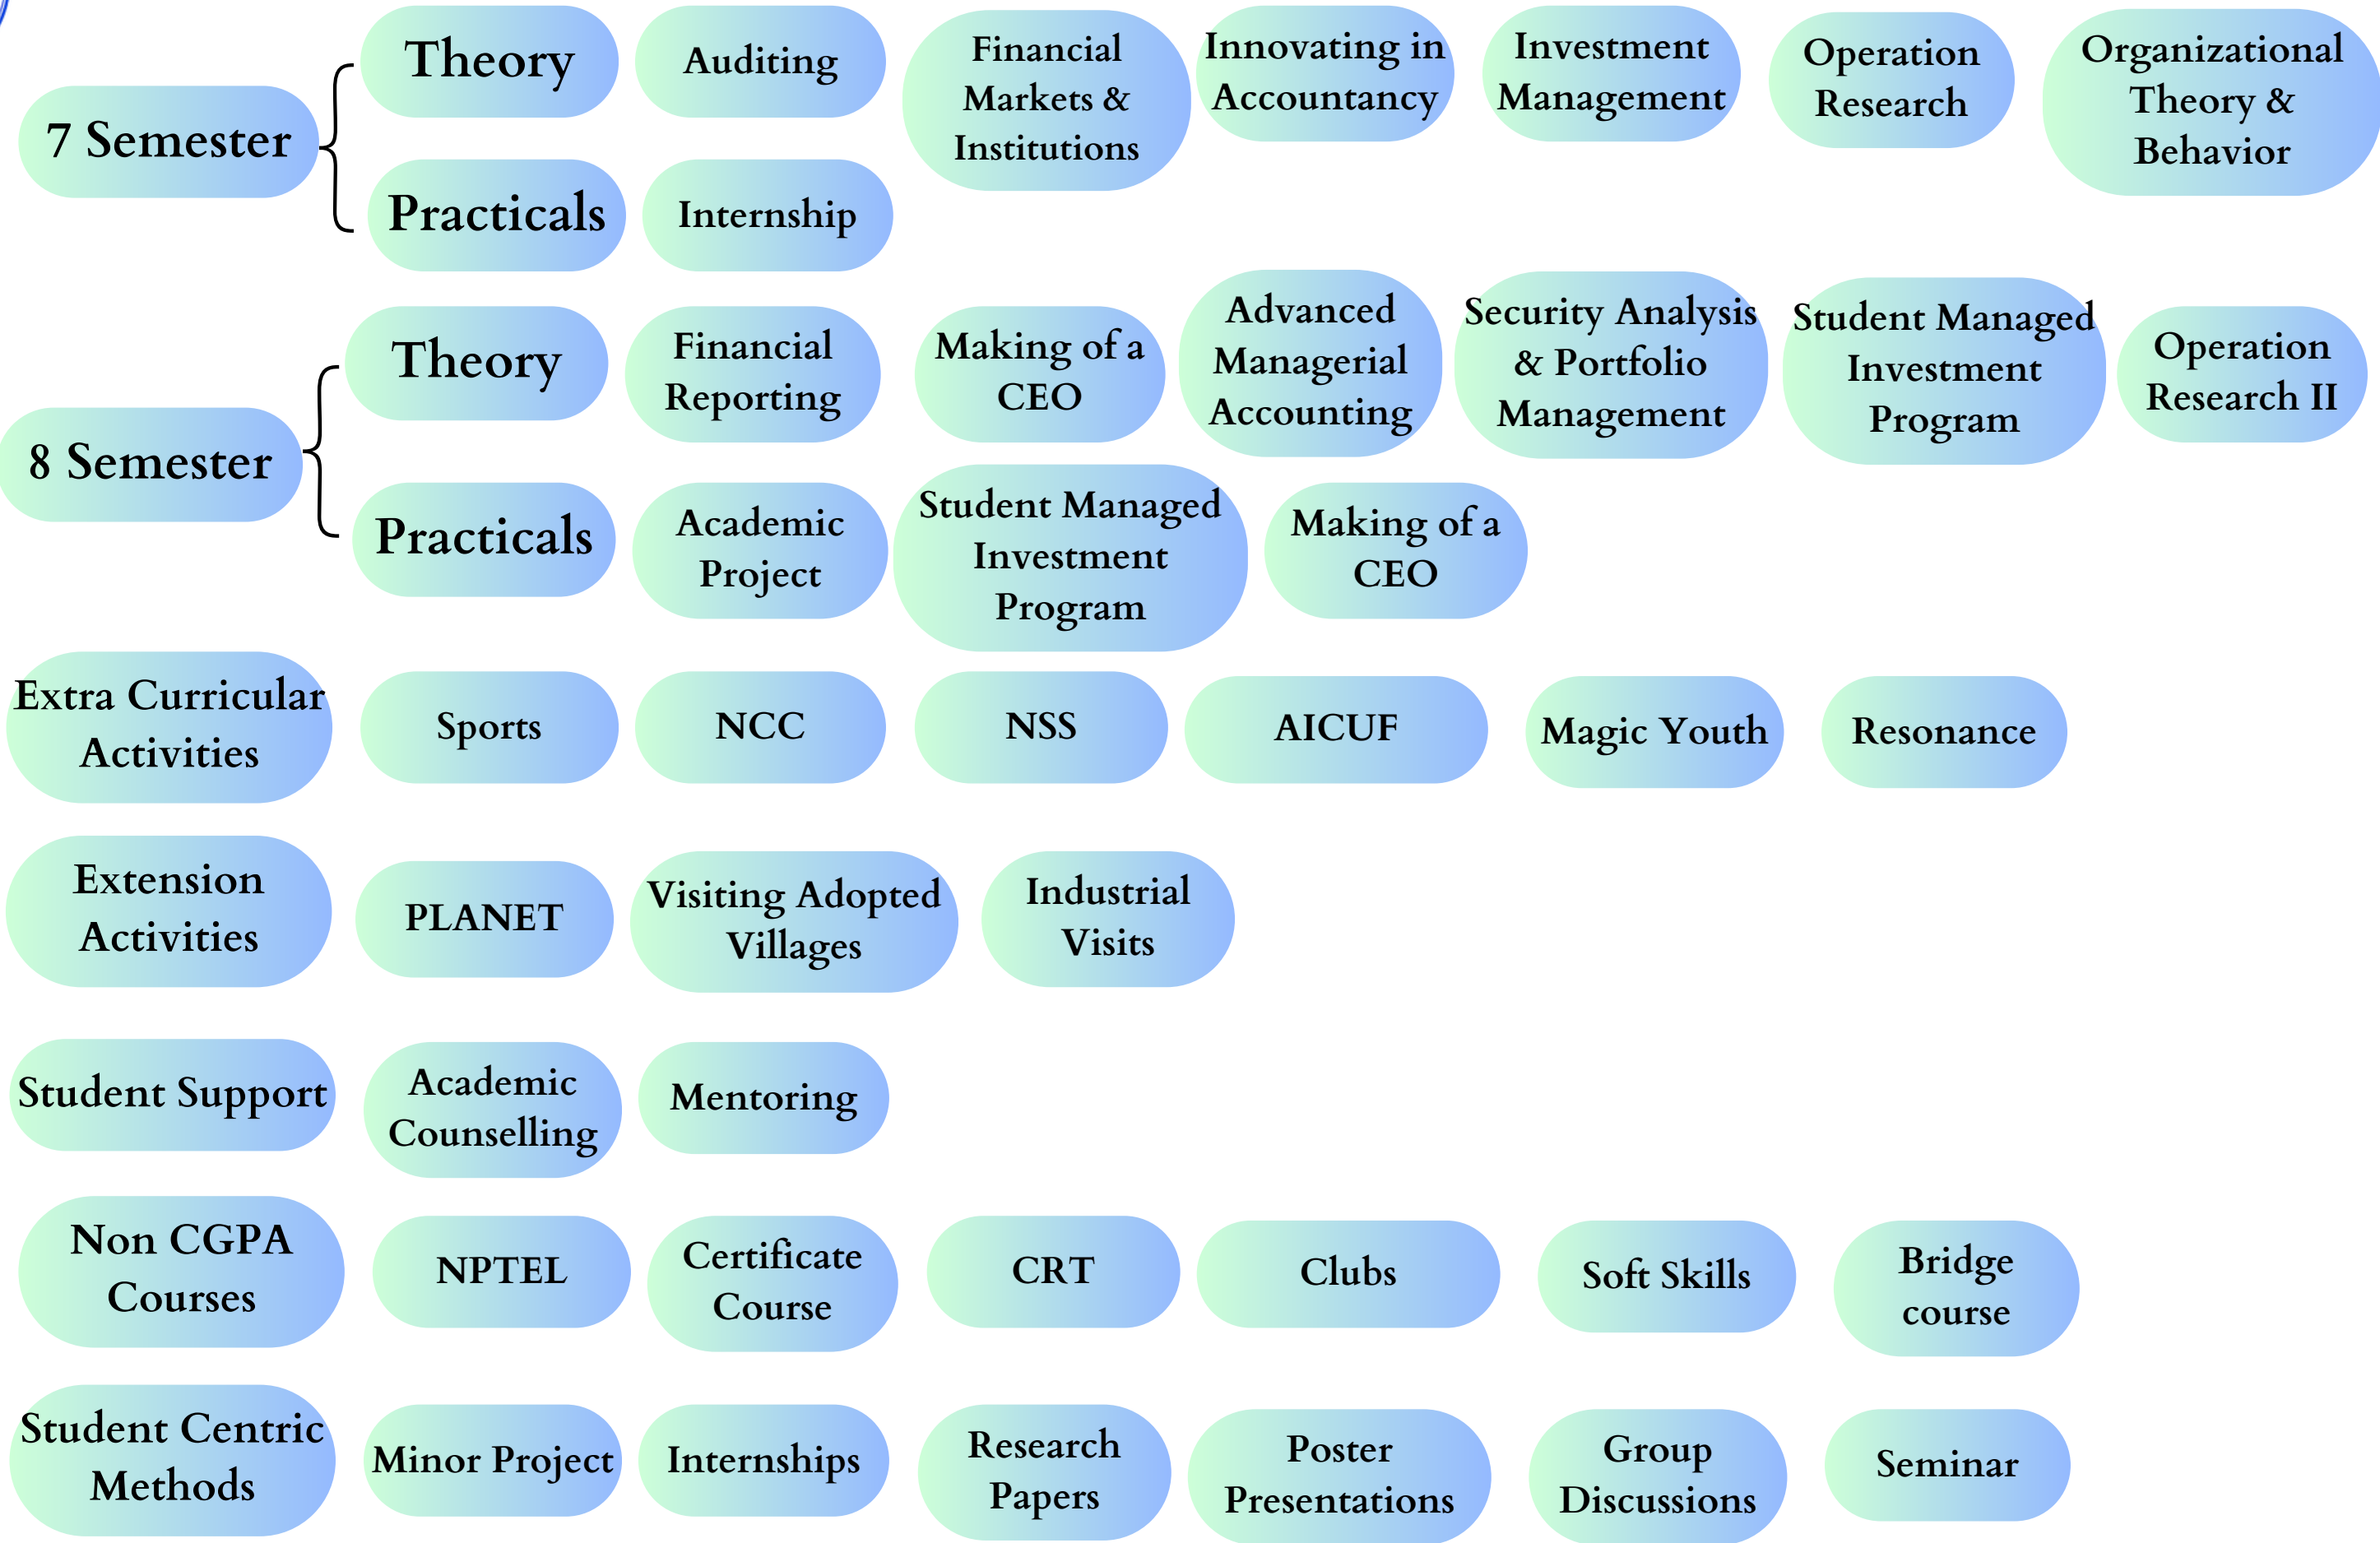 7 Semester
Theory
Auditing
Financial
Markets &
Institutions
Innovating in
Accountancy
Investment
Management
Operation
Research
Organizational
Theory &
Behavior
Practicals
Internship
8 Semester
Theory
Financial
Reporting
Making of a
CEO
Advanced
Managerial
Accounting
Security Analysis
& Portfolio
Management
Student Managed
Investment
Program
Operation
Research II
Practicals
Academic
Project
Student Managed
Investment
Program
Making of a
CEO
Extra Curricular
Activities
Sports
NCC
NSS
AICUF
Magic Youth
Resonance
Extension
Activities
PLANET
Visiting Adopted
Villages
Industrial
Visits
Student Support
Academic
Counselling
Mentoring
Non CGPA
Courses
NPTEL
Certificate
Course
CRT
Clubs
Soft Skills
Bridge
course
Student Centric
Methods
Minor Project
Internships
Research
Papers
Poster
Presentations
Group
Discussions
Seminar